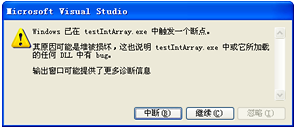 Microsoft Visual Studio
Windows 已在 testIntArray.exe 中触发一个断点。
其原因可能是堆被损坏，这也说明 testIntArray.exe 中或它所加载
的任何 DLL 中有 bug。
输出窗口可能提供了更多诊断信息
中断(B)
继续(C)
忽略(I)